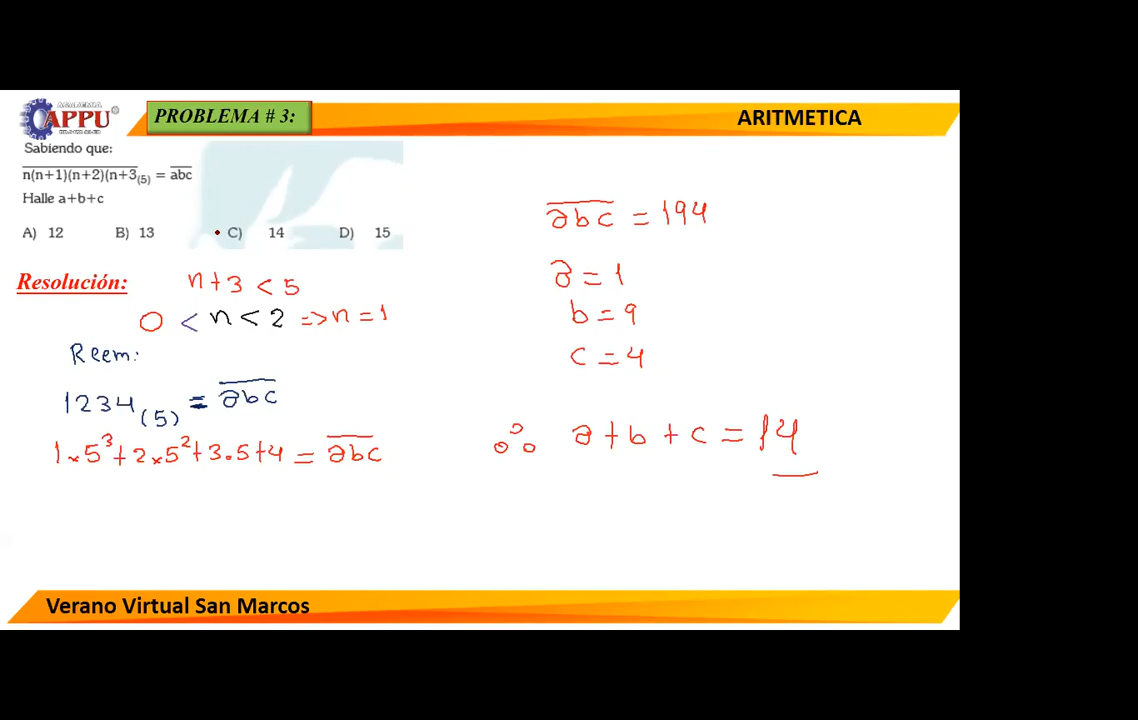 ACADEMIA
APPU®
PROBLEMA # 3:
ARITMETICA
Sabiendo que:
n(n+1)(n+2)(n+3(5) = abc
Halle a+b+c
A) 12 B) 13 C) 14 D) 15
Resolución:
n+3 < 5
0 < n < 2 => n = 1
Reem:
1234(5) = abc
1×5³+2×5²+3.5+4 = abc
abc = 194
a = 1
b = 9
c = 4
∴ a+b+c = 14
Verano Virtual San Marcos